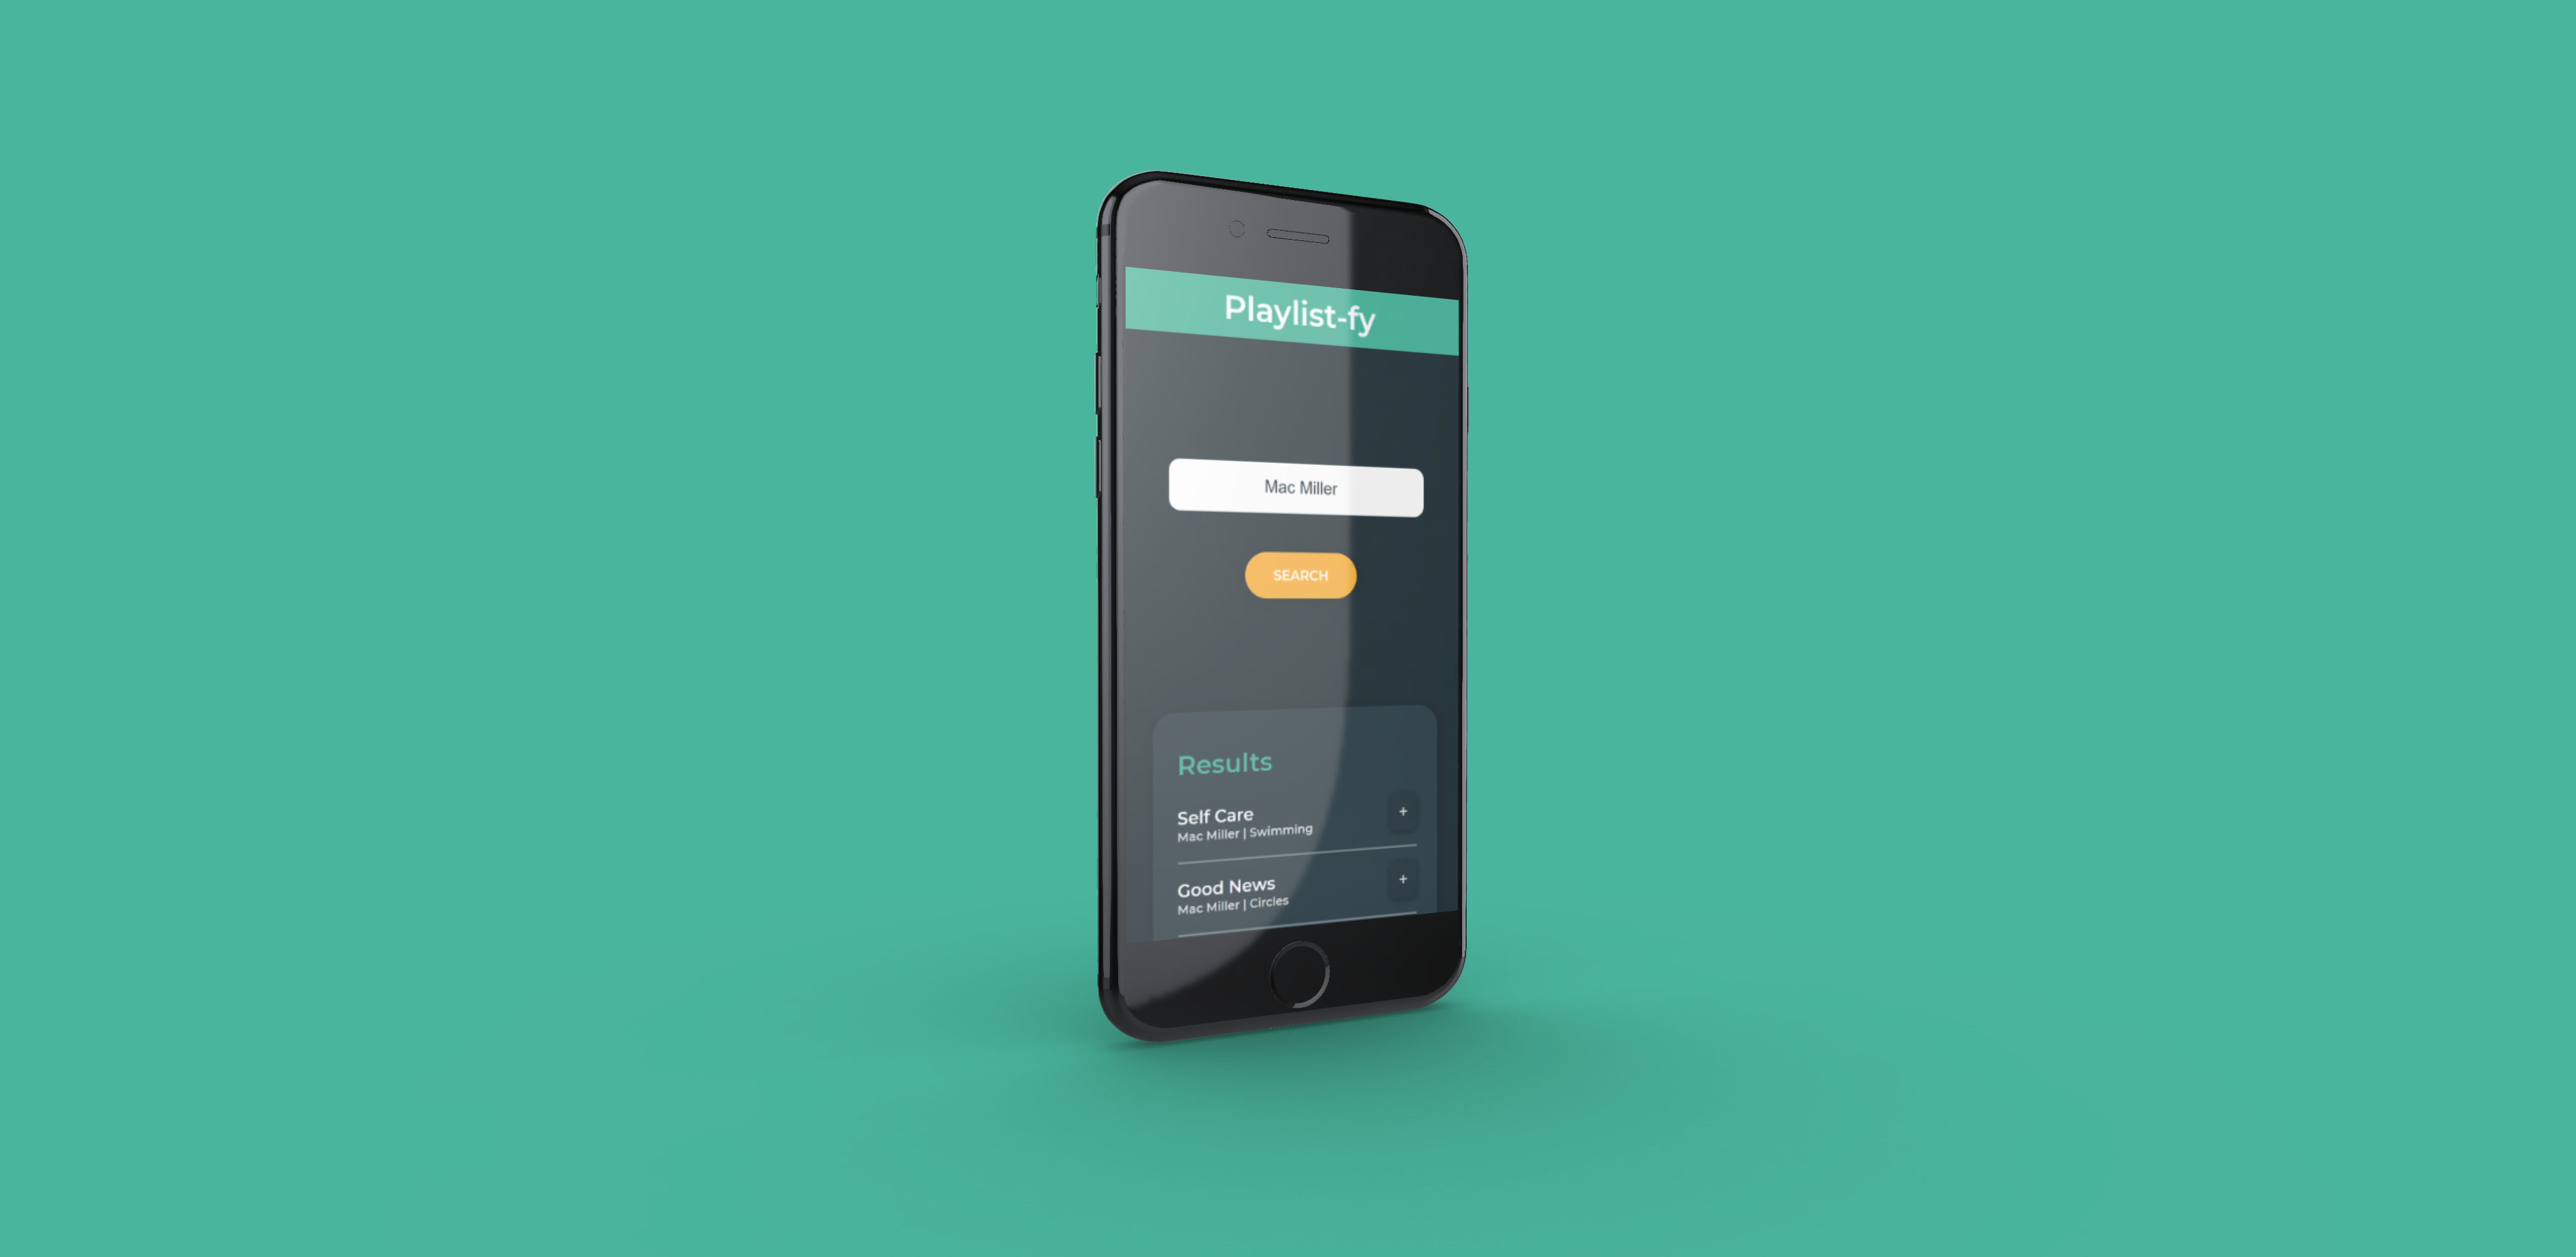 Playlist-fy
Mac Miller
SEARCH
Results
Self Care
+
Mac Miller | Swimming
Good News
+
Mac Miller | Circles